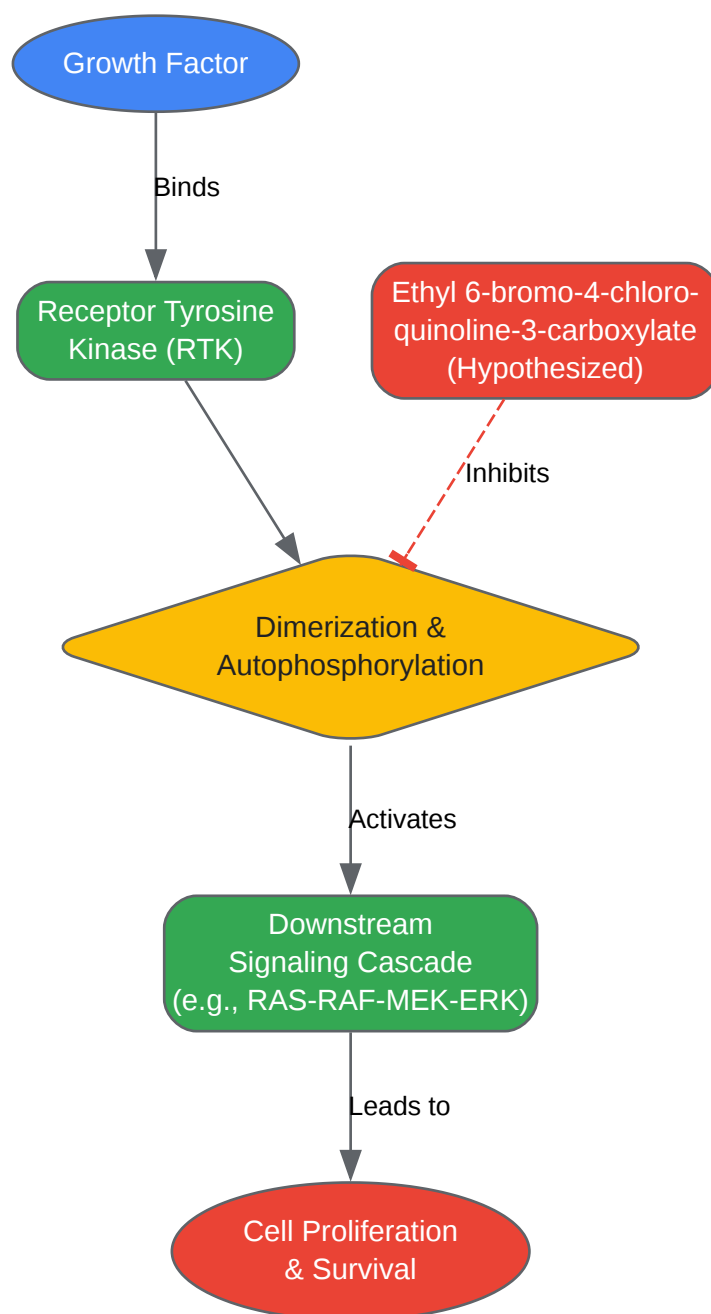 Growth Factor
Binds
Receptor Tyrosine
Kinase (RTK)
Ethyl 6-bromo-4-chloro-
quinoline-3-carboxylate
(Hypothesized)
Inhibits
Dimerization &
Autophosphorylation
Activates
Downstream
Signaling Cascade
(e.g., RAS-RAF-MEK-ERK)
Leads to
Cell Proliferation
& Survival